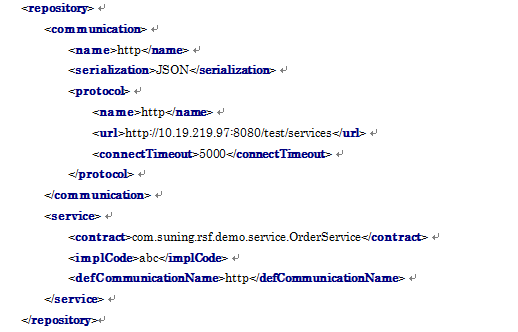 <repository>
<communication>
<name>http</name>
<serialization>JSON</serialization>
<protocol>
<name>http</name>
<url>http://10.19.219.97:8080/test/services</url>
<connectTimeout>5000</connectTimeout>
</protocol>
</communication>
<service>
<contract>com.suning.rsf.demo.service.OrderService</contract>
<implCode>abc</implCode>
<defCommunicationName>http</defCommunicationName>
</service>
</repository>